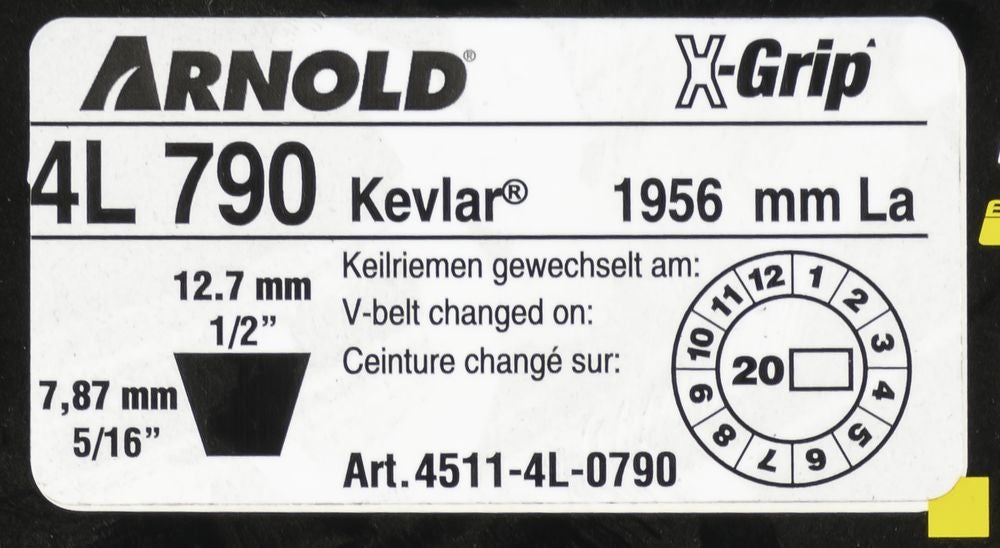 ARNOLD®
X-Grip
4L 790 Kevlar® 1956 mm La
12.7 mm
1/2”
7,87 mm
5/16”
Keilriemen gewechselt am:
V-belt changed on:
Ceinture changé sur:
Art. 4511-4L-0790
12 1 2 3 4 5 6 7 8 9 10 11
20